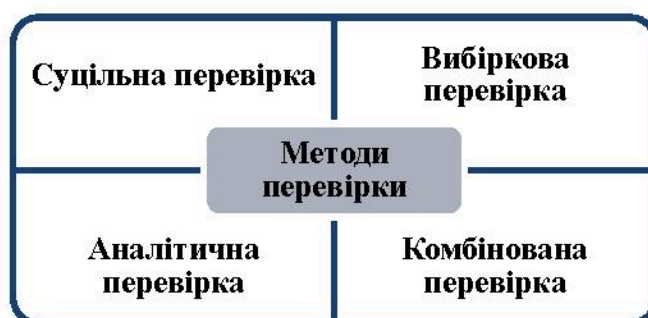 Суцільна перевірка
Вибіркова
перевірка
Методи
перевірки
Аналітична
перевірка
Комбінована
перевірка